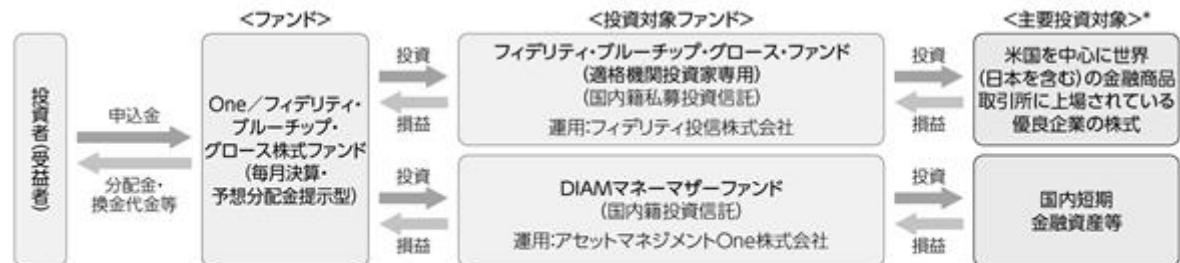 <ファンド>
<投資対象ファンド>
<主要投資対象>*
投資者(受益者)
申込金
分配金・
換金代金等
One/フィデリティ・
ブルーチップ・
グロース株式ファンド
(毎月決算・
予想分配金提示型)
投資
損益
フィデリティ・ブルーチップ・グロース・ファンド
(適格機関投資家専用)
(国内籍私募投資信託)
運用:フィデリティ投信株式会社
投資
損益
米国を中心に世界
(日本を含む)の金融商品
取引所に上場されている
優良企業の株式
投資
損益
DIAMマネーマザーファンド
(国内籍投資信託)
運用:アセットマネジメントOne株式会社
投資
損益
国内短期
金融資産等